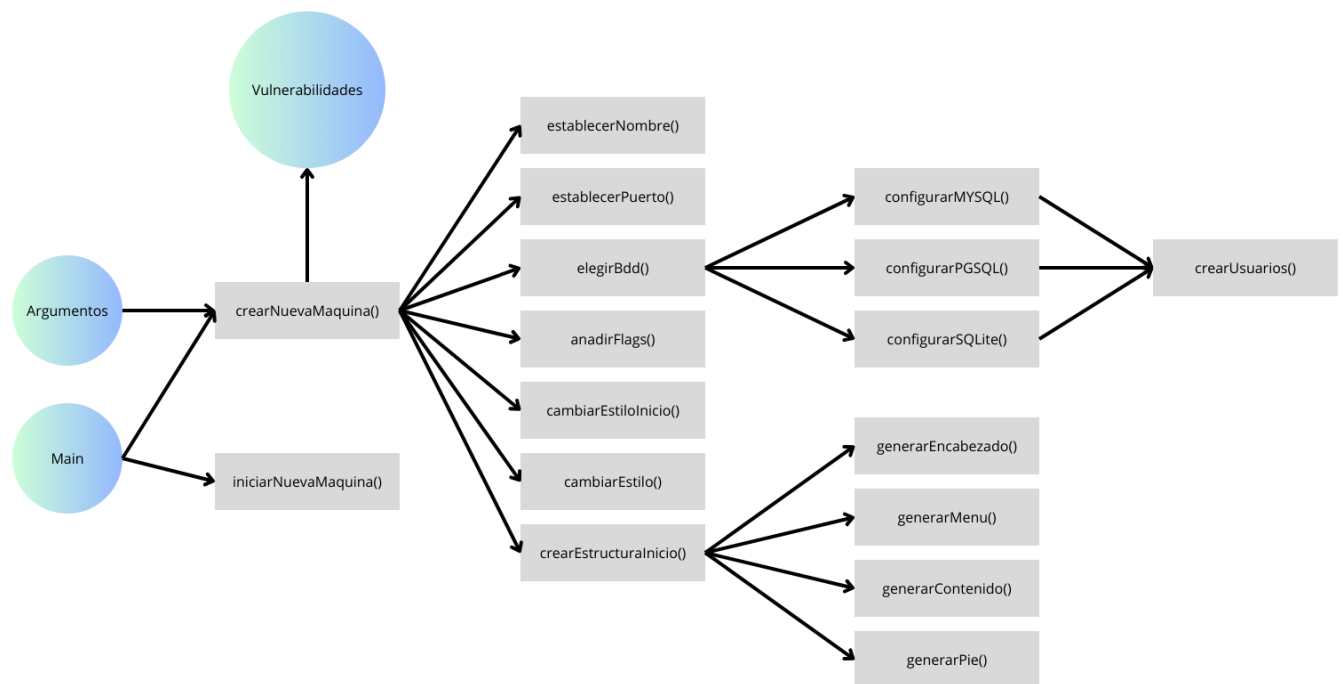 Vulnerabilidades
establecerNombre()
establecerPuerto()
configurarMYSQL()
elegirBdd()
configurarPGSQL()
crearUsuarios()
Argumentos
crearNuevaMaquina()
anadirFlags()
configurarSQLite()
cambiarEstiloInicio()
generarEncabezado()
Main
iniciarNuevaMaquina()
cambiarEstilo()
generarMenu()
crearEstructuraInicio()
generarContenido()
generarPie()